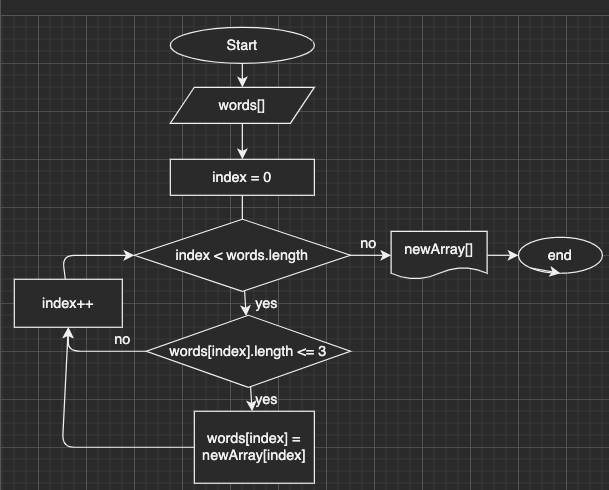 Start
words[]
index = 0
index < words.length
no
newArray[]
end
index++
yes
no
words[index].length <= 3
yes
words[index] =
newArray[index]